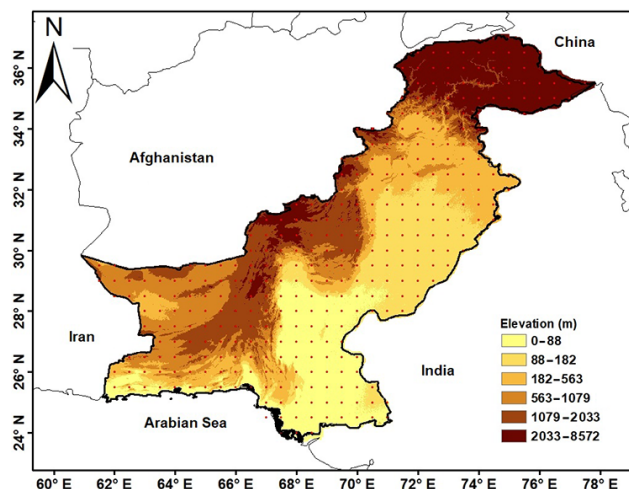 N
China
36° N
34° N
32° N
30° N
28° N
26° N
24° N
Afghanistan
Iran
India
Arabian Sea
Elevation (m)
0–88
88–182
182–563
563–1079
1079–2033
2033–8572
60° E 62° E 64° E 66° E 68° E 70° E 72° E 74° E 76° E 78° E